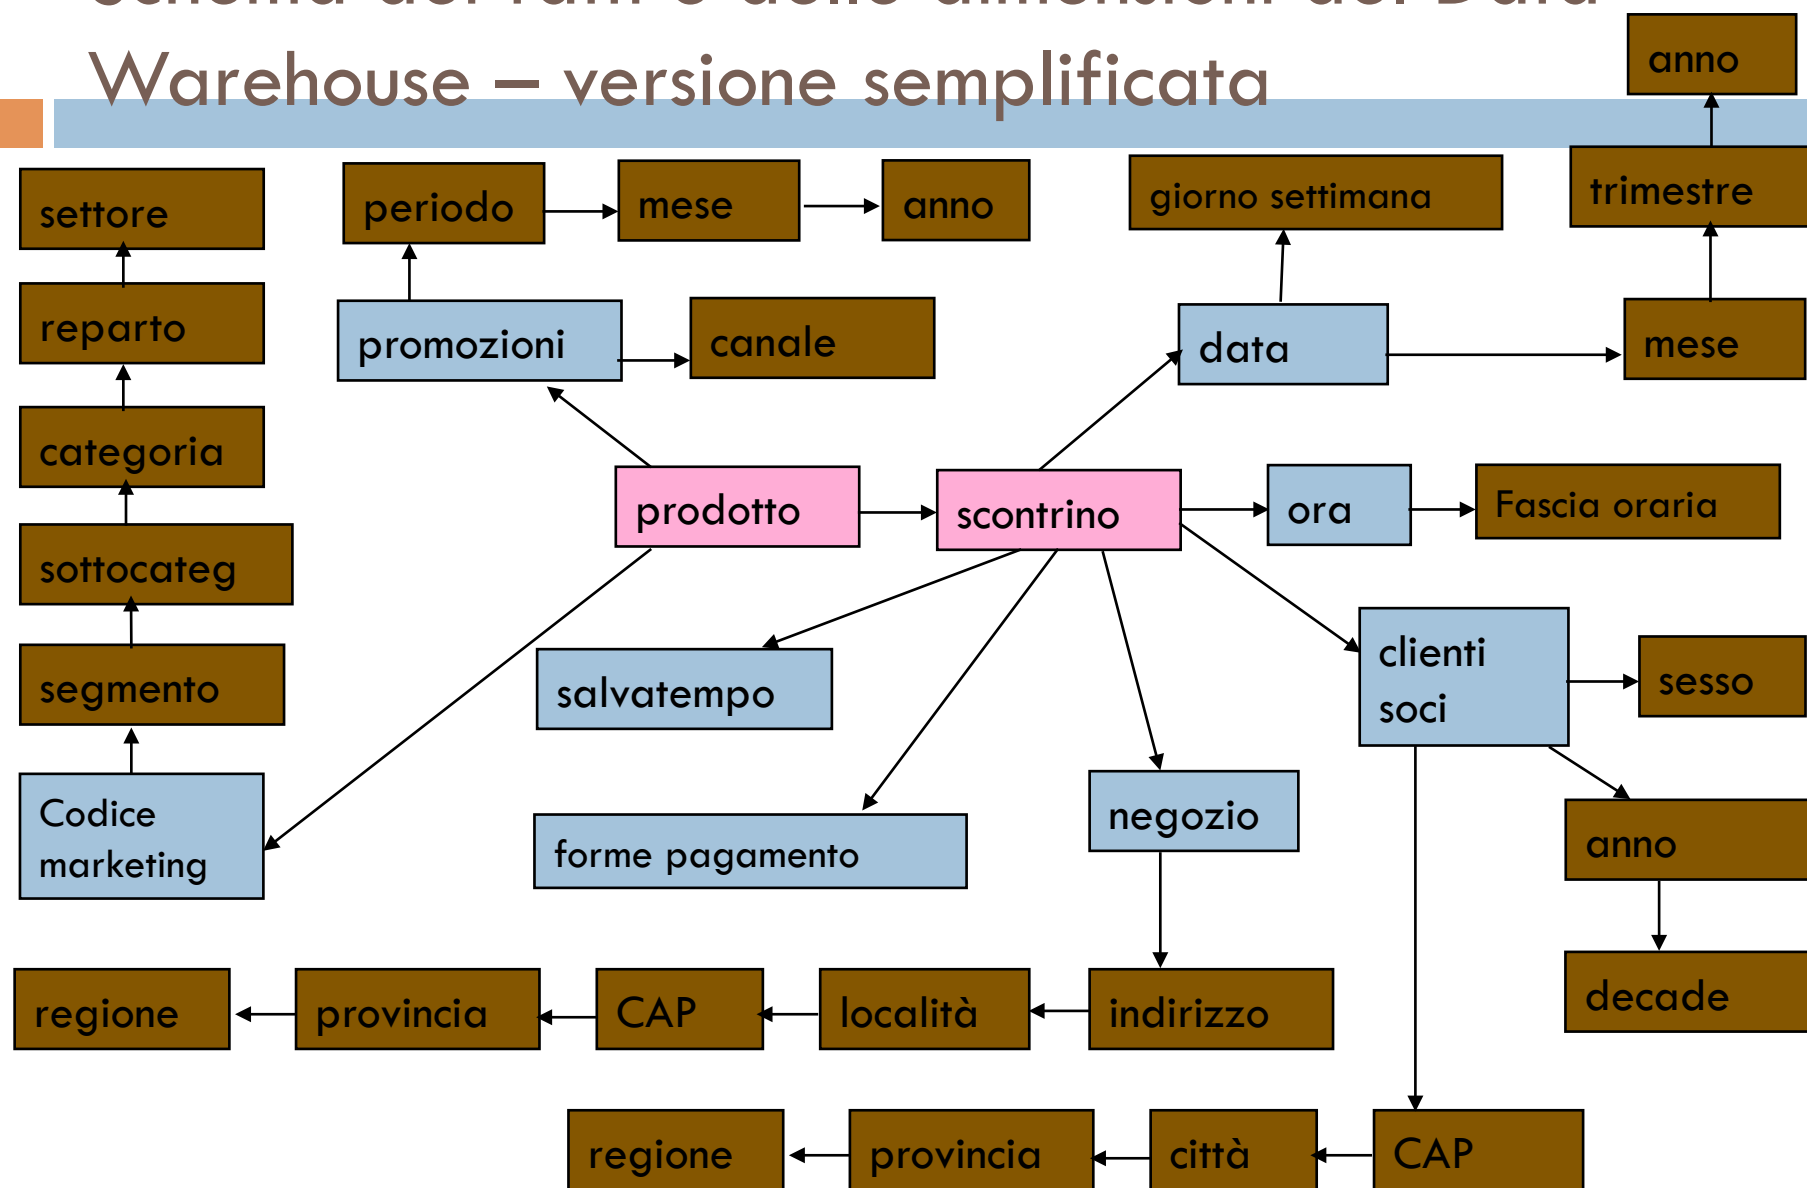 Warehouse – versione semplificata
anno
settore
periodo
mese
anno
giorno settimana
trimestre
reparto
promozioni
canale
data
mese
categoria
prodotto
scontrino
ora
Fascia oraria
sottocateg
segmento
salvatempo
clienti
soci
sesso
Codice
marketing
forme pagamento
negozio
anno
regione
provincia
CAP
località
indirizzo
decade
regione
provincia
città
CAP